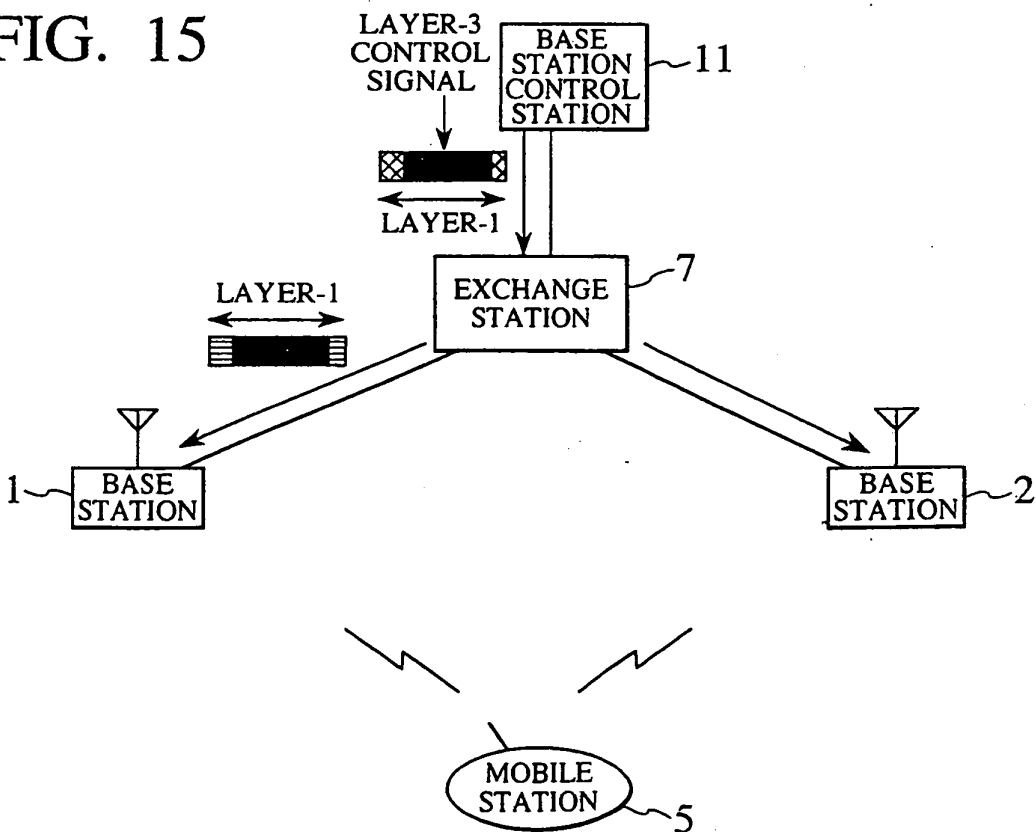 FIG. 15
LAYER-3
CONTROL
SIGNAL
BASE
STATION
CONTROL
STATION
11
LAYER-1
EXCHANGE
STATION
7
LAYER-1
1
BASE
STATION
BASE
STATION
2
MOBILE
STATION
5